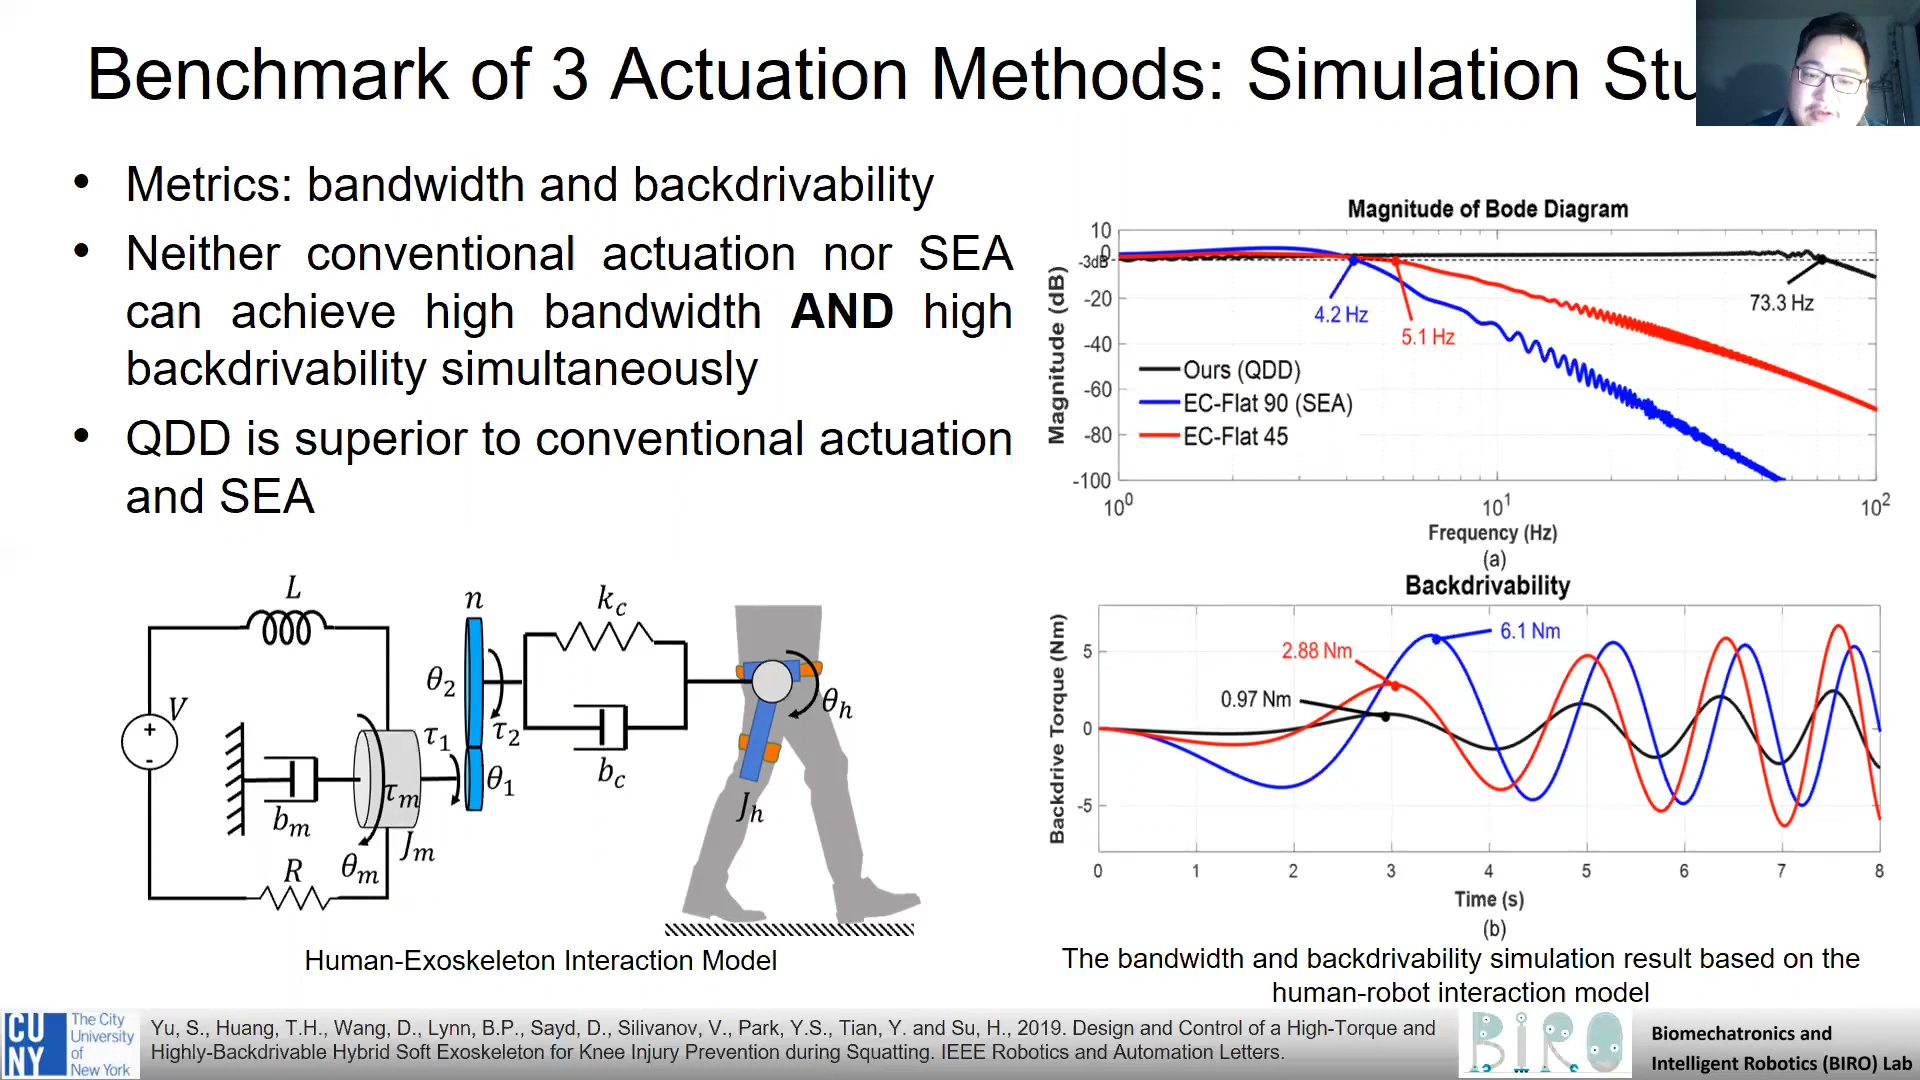 Benchmark of 3 Actuation Methods: Simulation Stu
• Metrics: bandwidth and backdrivability
• Neither conventional actuation nor SEA
can achieve high bandwidth AND high
backdrivability simultaneously
• QDD is superior to conventional actuation
and SEA
L
V
+
-
R
b_m
τ_m
θ_m
J_m
n
θ_2
τ_2
τ_1
θ_1
k_c
b_c
θ_h
J_h
Human-Exoskeleton Interaction Model
Magnitude of Bode Diagram
Magnitude (dB)
10
0
-3dB
-20
-40
-60
-80
-100
4.2 Hz
5.1 Hz
73.3 Hz
Ours (QDD)
EC-Flat 90 (SEA)
EC-Flat 45
10^0
10^1
10^2
Frequency (Hz)
(a)
Backdrivability
Backdrive Torque (Nm)
5
0
-5
0.97 Nm
2.88 Nm
6.1 Nm
0 1 2 3 4 5 6 7 8
Time (s)
(b)
The bandwidth and backdrivability simulation result based on the
human-robot interaction model
CU
NY
The City
University
of
New York
Yu, S., Huang, T.H., Wang, D., Lynn, B.P., Sayd, D., Silivanov, V., Park, Y.S., Tian, Y. and Su, H., 2019. Design and Control of a High-Torque and
Highly-Backdrivable Hybrid Soft Exoskeleton for Knee Injury Prevention during Squatting. IEEE Robotics and Automation Letters.
BiRO
Biomechatronics and
Intelligent Robotics (BIRO) Lab